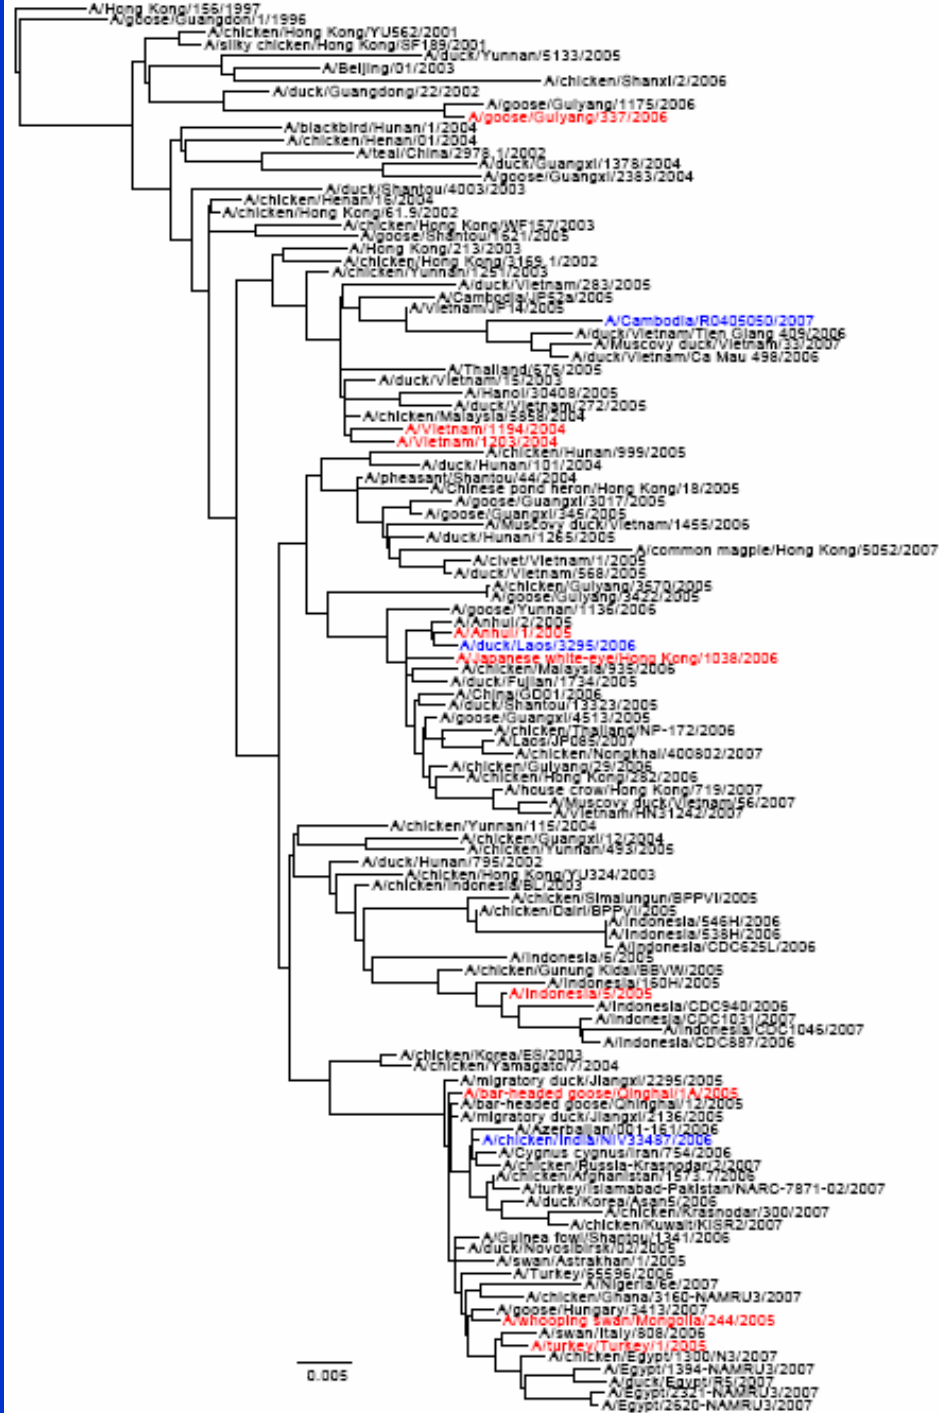 A/Hong Kong/156/1997
A/goose/Guangdon/1/1996
A/chicken/Hong Kong/YU562/2001
A/silky chicken/Hong Kong/SF189/2001
A/duck/Yunnan/5133/2005
A/Beijing/01/2003
A/chicken/Shanxi/2/2006
A/duck/Guangdong/22/2002
A/goose/Guiyang/1175/2006
A/goose/Guiyang/337/2006
A/blackbird/Hunan/1/2004
A/chicken/Henan/01/2004
A/teal/China/2978.1/2002
A/duck/Guangxi/1378/2004
A/goose/Guangxi/2383/2004
A/duck/Shantou/4003/2003
A/chicken/Henan/16/2004
A/chicken/Hong Kong/61.9/2002
A/chicken/Hong Kong/WF157/2003
A/goose/Shantou/1621/2005
A/Hong Kong/213/2003
A/chicken/Hong Kong/3169.1/2002
A/chicken/Yunnan/1251/2003
A/duck/Vietnam/283/2005
A/Cambodia/JP52a/2005
A/Vietnam/JP14/2005
A/Cambodia/R0405050/2007
A/duck/Vietnam/Tien Giang 409/2006
A/Muscovy duck/Vietnam/33/2007
A/duck/Vietnam/Ca Mau 498/2006
A/Thailand/676/2005
A/duck/Vietnam/15/2003
A/Hanoi/30408/2005
A/duck/Vietnam/272/2005
A/chicken/Malaysia/5858/2004
A/Vietnam/1194/2004
A/Vietnam/1203/2004
A/chicken/Hunan/999/2005
A/duck/Hunan/101/2004
A/pheasant/Shantou/44/2004
A/Chinese pond heron/Hong Kong/18/2005
A/goose/Guangxi/3017/2005
A/goose/Guangxi/345/2005
A/Muscovy duck/Vietnam/1455/2006
A/duck/Hunan/1265/2005
A/common magpie/Hong Kong/5052/2007
A/civet/Vietnam/1/2005
A/duck/Vietnam/568/2005
A/chicken/Guiyang/3570/2005
A/goose/Guiyang/3422/2005
A/goose/Yunnan/1136/2006
A/Anhui/2/2005
A/Anhui/1/2005
A/duck/Laos/3295/2006
A/Japanese white-eye/Hong Kong/1038/2006
A/chicken/Malaysia/935/2006
A/duck/Fujian/1734/2005
A/China/GD01/2006
A/duck/Shantou/13323/2005
A/goose/Guangxi/4513/2005
A/chicken/Thailand/NP-172/2006
A/Laos/JP085/2007
A/chicken/Nongkhai/400802/2007
A/chicken/Guiyang/29/2006
A/chicken/Hong Kong/282/2006
A/house crow/Hong Kong/719/2007
A/Muscovy duck/Vietnam/56/2007
A/Vietnam/HN31242/2007
A/chicken/Yunnan/115/2004
A/chicken/Guangxi/12/2004
A/chicken/Yunnan/493/2005
A/duck/Hunan/795/2002
A/chicken/Hong Kong/YU324/2003
A/chicken/Indonesia/BL/2003
A/chicken/Simalungun/BPPVI/2005
A/chicken/Dairi/BPPVI/2005
A/Indonesia/546H/2006
A/Indonesia/538H/2006
A/Indonesia/CDC625L/2006
A/Indonesia/6/2005
A/chicken/Gunung Kidal/BBVW/2005
A/Indonesia/160H/2005
A/Indonesia/5/2005
A/Indonesia/CDC940/2006
A/Indonesia/CDC1031/2007
A/Indonesia/CDC1046/2007
A/Indonesia/CDC887/2006
A/chicken/Korea/ES/2003
A/chicken/Yamagato/7/2004
A/migratory duck/Jiangxi/2295/2005
A/bar-headed goose/Qinghai/1A/2005
A/bar-headed goose/Qhinghai/12/2005
A/migratory duck/Jiangxi/2136/2005
A/Azerbaijan/001-161/2006
A/chicken/India/NIV33487/2006
A/Cygnus cygnus/Iran/754/2006
A/chicken/Russia-Krasnodar/2/2007
A/chicken/Afghanistan/1573.7/2006
A/turkey/Islamabad-Pakistan/NARC-7871-02/2007
A/duck/Korea/Asan5/2006
A/chicken/Krasnodar/300/2007
A/chicken/Kuwait/KISR2/2007
A/Guinea fowl/Shantou/1341/2006
A/duck/Novosibirsk/02/2005
A/swan/Astrakhan/1/2005
A/Turkey/65596/2006
A/Nigeria/6e/2007
A/chicken/Ghana/3160-NAMRU3/2007
A/goose/Hungary/3413/2007
A/whooping swan/Mongolia/244/2005
A/swan/Italy/808/2006
A/turkey/Turkey/1/2005
A/chicken/Egypt/1300/N3/2007
A/Egypt/1394-NAMRU3/2007
A/duck/Egypt/R5/2007
A/Egypt/2321-NAMRU3/2007
A/Egypt/2620-NAMRU3/2007
0.005